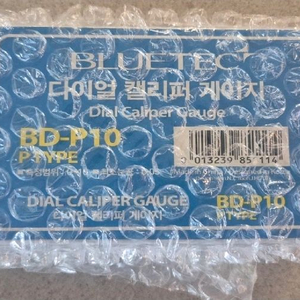 BLUETEC
다이얼 캘리퍼 게이지
Dial Caliper Gauge
BD-P10
P-TYPE
013239 85 114
DIAL CALIPER GAUGE
다이얼 캘리퍼 게이지
BD-P10
P-TYPE